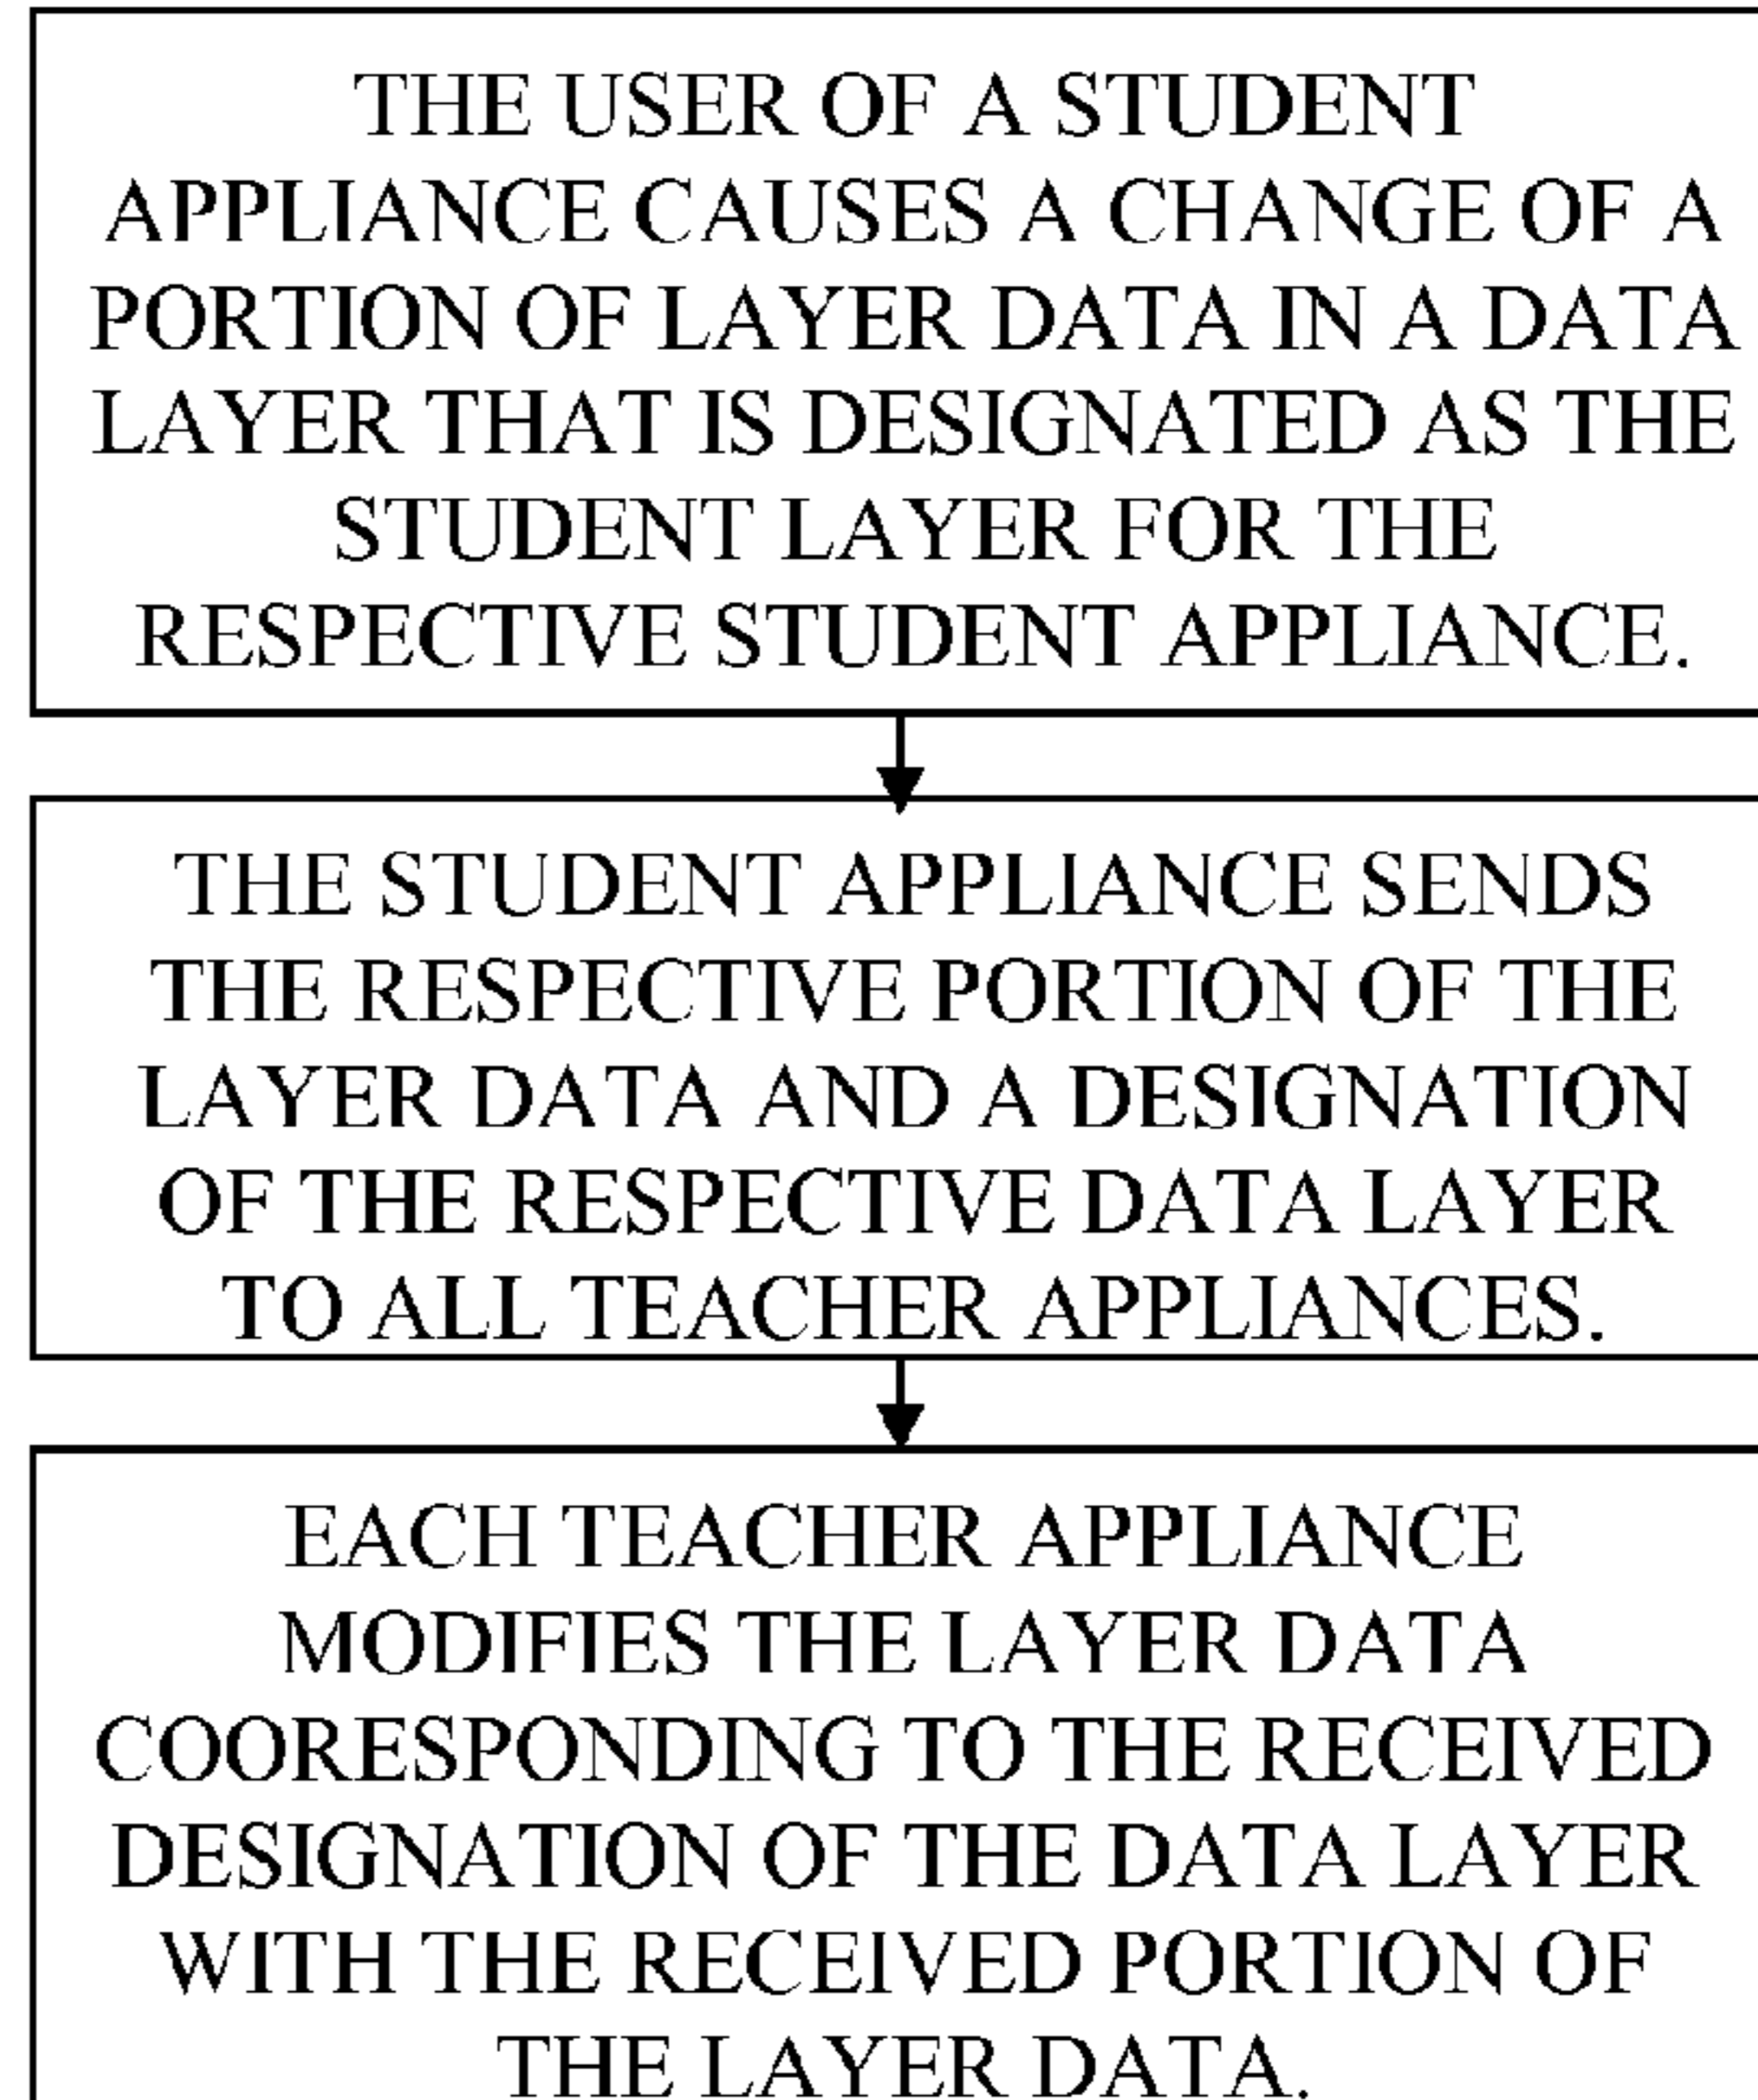 THE USER OF A STUDENT
APPLIANCE CAUSES A CHANGE OF A
PORTION OF LAYER DATA IN A DATA
LAYER THAT IS DESIGNATED AS THE
STUDENT LAYER FOR THE
RESPECTIVE STUDENT APPLIANCE.
THE STUDENT APPLIANCE SENDS
THE RESPECTIVE PORTION OF THE
LAYER DATA AND A DESIGNATION
OF THE RESPECTIVE DATA LAYER
TO ALL TEACHER APPLIANCES.
EACH TEACHER APPLIANCE
MODIFIES THE LAYER DATA
COORESPONDING TO THE RECEIVED
DESIGNATION OF THE DATA LAYER
WITH THE RECEIVED PORTION OF
THE LAYER DATA.